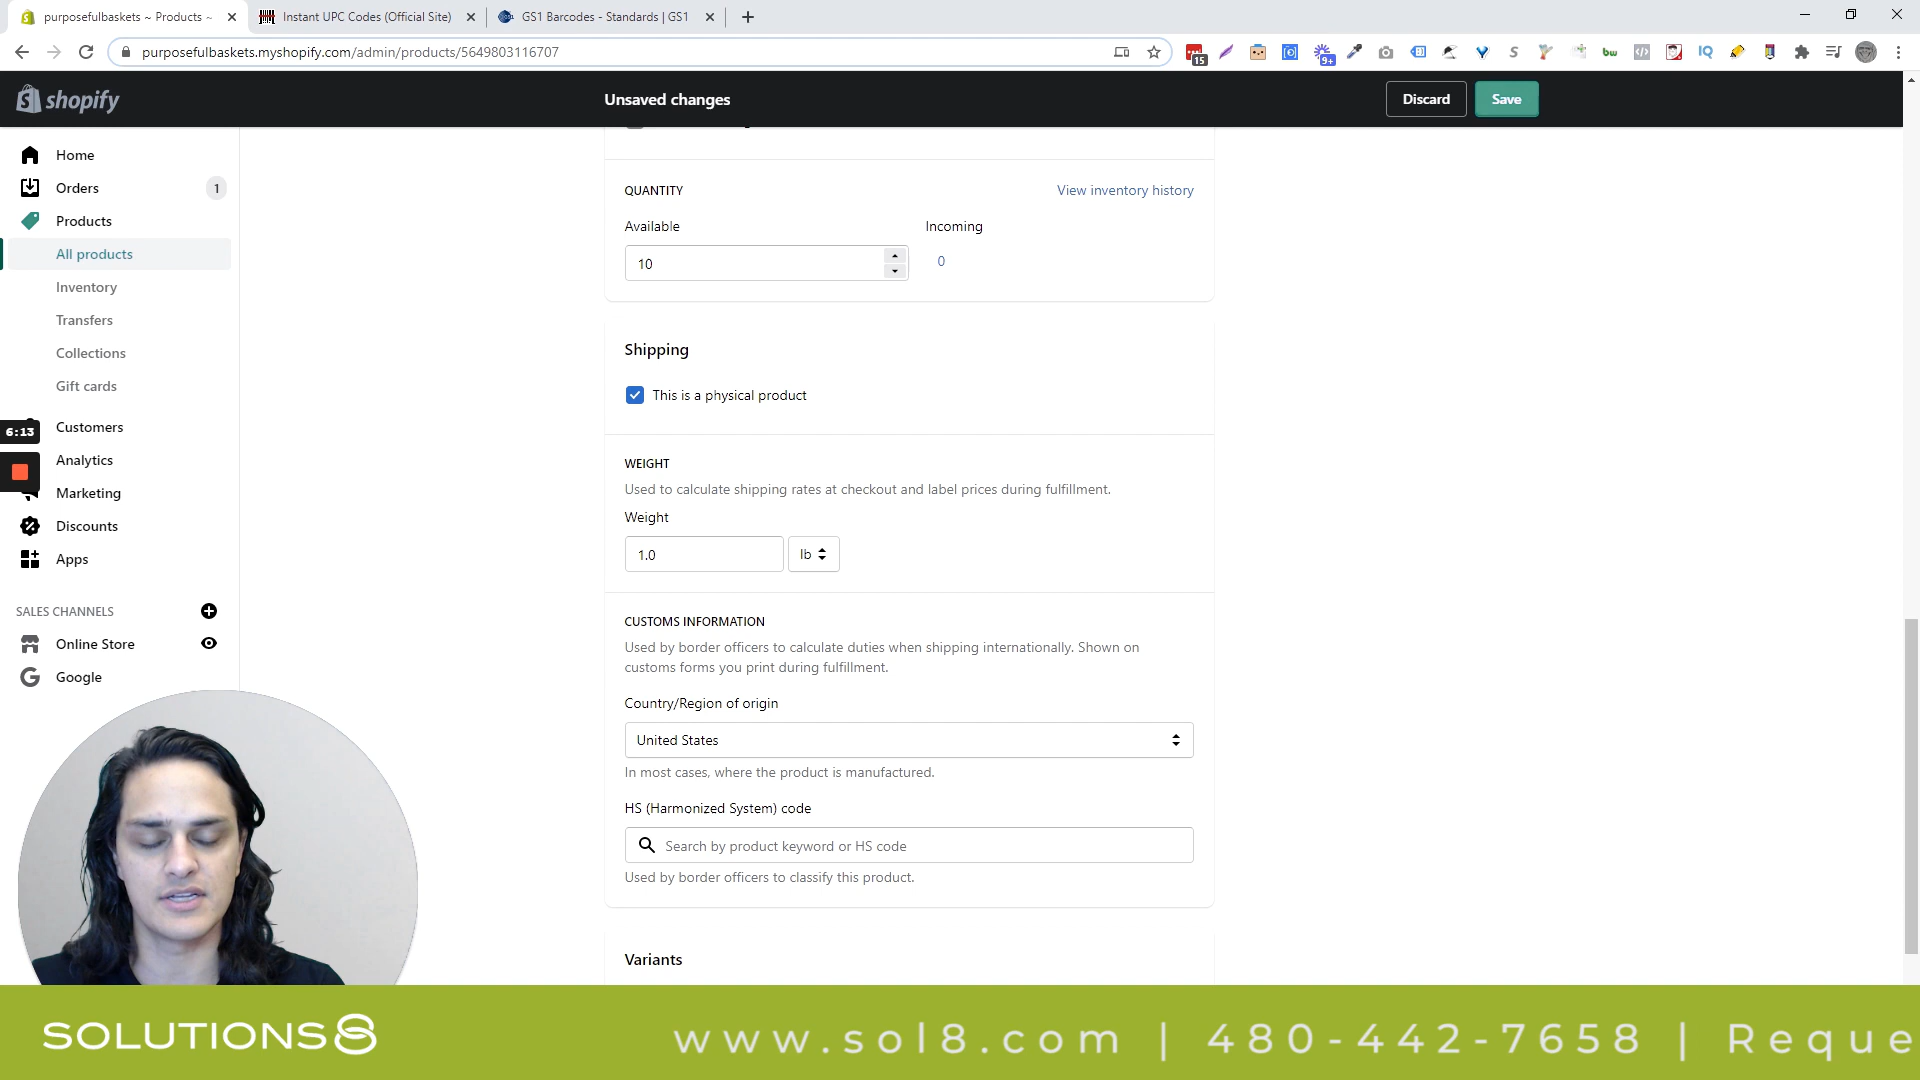 purposefulbaskets ~ Products ~
Instant UPC Codes (Official Site)
GS1 Barcodes - Standards | GS1
purposefulbaskets.myshopify.com/admin/products/5649803116707
15
9+
S
bw
IQ
shopify
Unsaved changes
Discard
Save
Home
Orders
1
Products
All products
Inventory
Transfers
Collections
Gift cards
6:13
Customers
Analytics
Marketing
Discounts
Apps
SALES CHANNELS
Online Store
Google
QUANTITY
View inventory history
Available
Incoming
10
0
Shipping
This is a physical product
WEIGHT
Used to calculate shipping rates at checkout and label prices during fulfillment.
Weight
1.0
lb
CUSTOMS INFORMATION
Used by border officers to calculate duties when shipping internationally. Shown on
customs forms you print during fulfillment.
Country/Region of origin
United States
In most cases, where the product is manufactured.
HS (Harmonized System) code
Search by product keyword or HS code
Used by border officers to classify this product.
Variants
SOLUTIONS8
www.sol8.com | 480-442-7658 | Reque